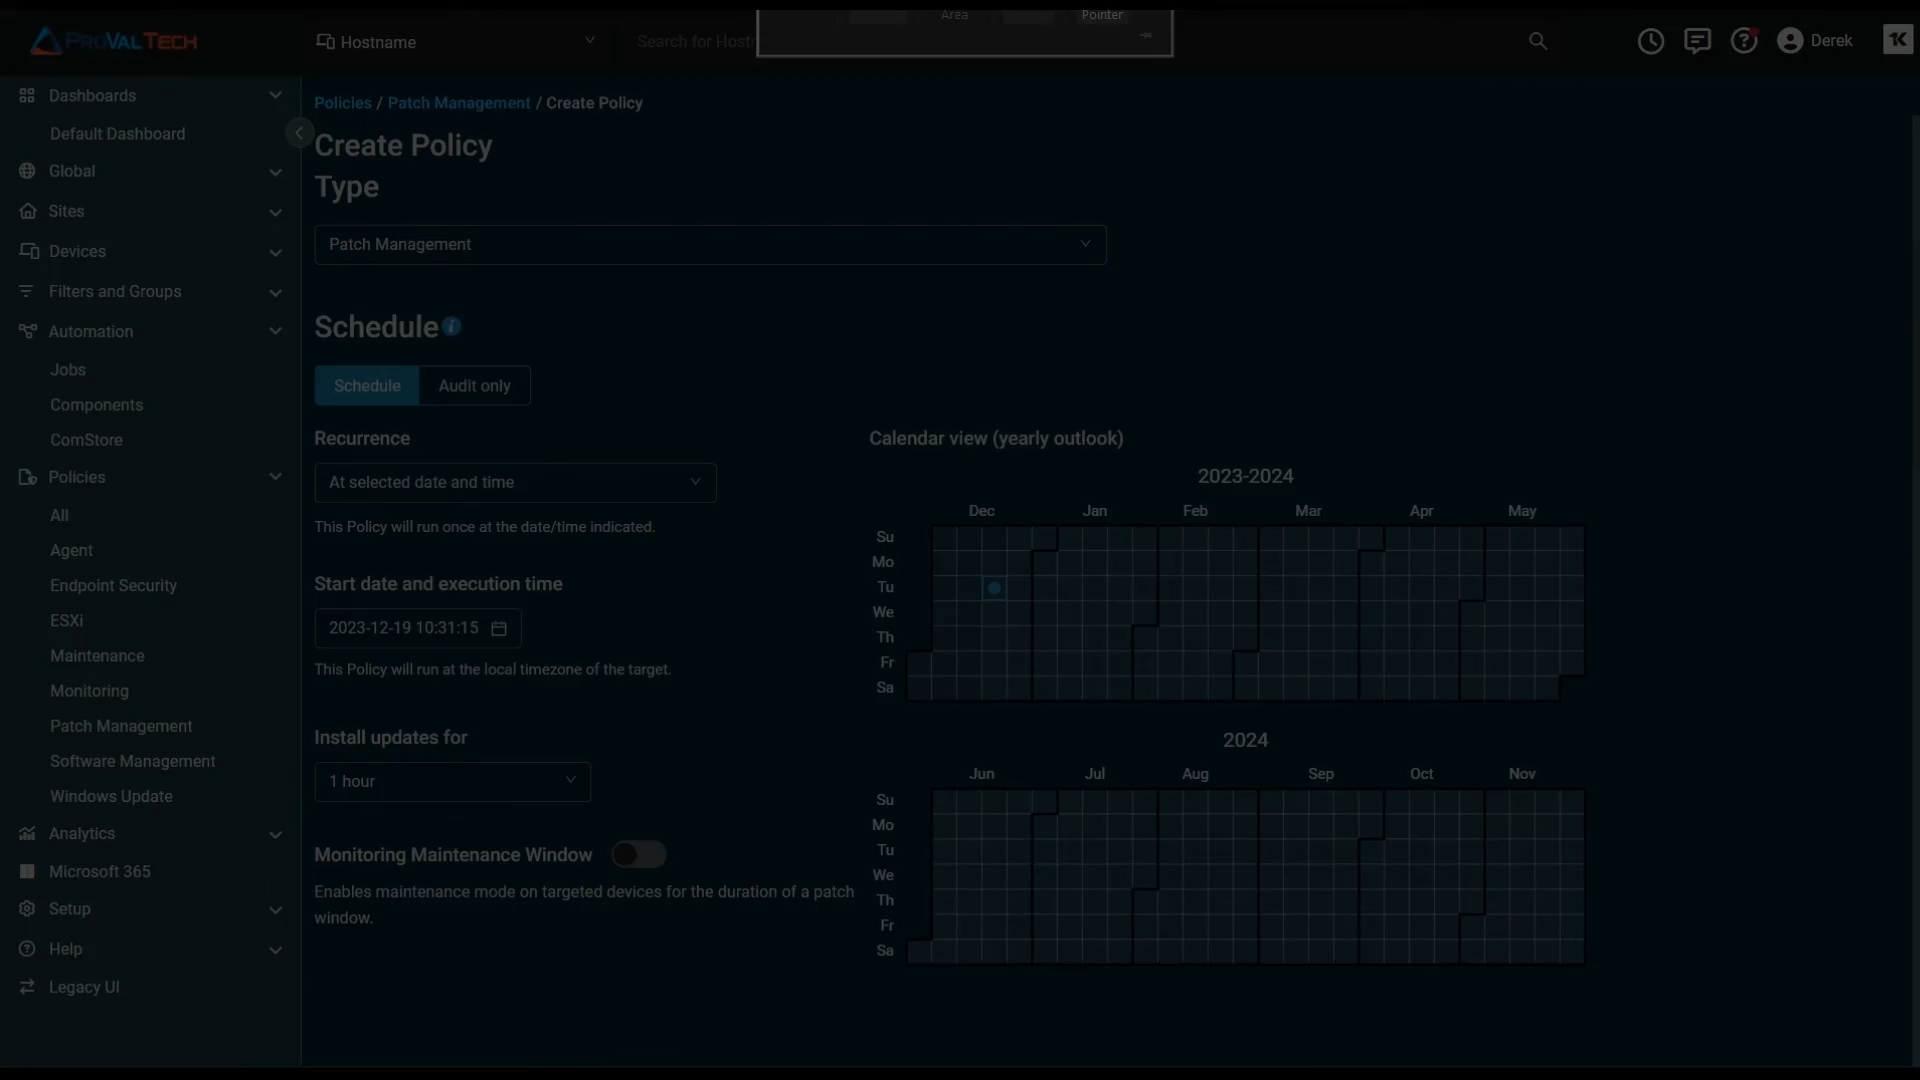 PROVALTECH
Hostname
Search for Hostn
Area
Pointer
Derek
Dashboards
Default Dashboard
Global
Sites
Devices
Filters and Groups
Automation
Jobs
Components
ComStore
Policies
All
Agent
Endpoint Security
ESXi
Maintenance
Monitoring
Patch Management
Software Management
Windows Update
Analytics
Microsoft 365
Setup
Help
Legacy UI
Policies / Patch Management / Create Policy
Create Policy
Type
Patch Management
Schedule
Schedule
Audit only
Recurrence
At selected date and time
This Policy will run once at the date/time indicated.
Start date and execution time
2023-12-19 10:31:15
This Policy will run at the local timezone of the target.
Install updates for
1 hour
Monitoring Maintenance Window
Enables maintenance mode on targeted devices for the duration of a patch
window.
Calendar view (yearly outlook)
2023-2024
Dec Jan Feb Mar Apr May
Su
Mo
Tu
We
Th
Fr
Sa
2024
Jun Jul Aug Sep Oct Nov
Su
Mo
Tu
We
Th
Fr
Sa